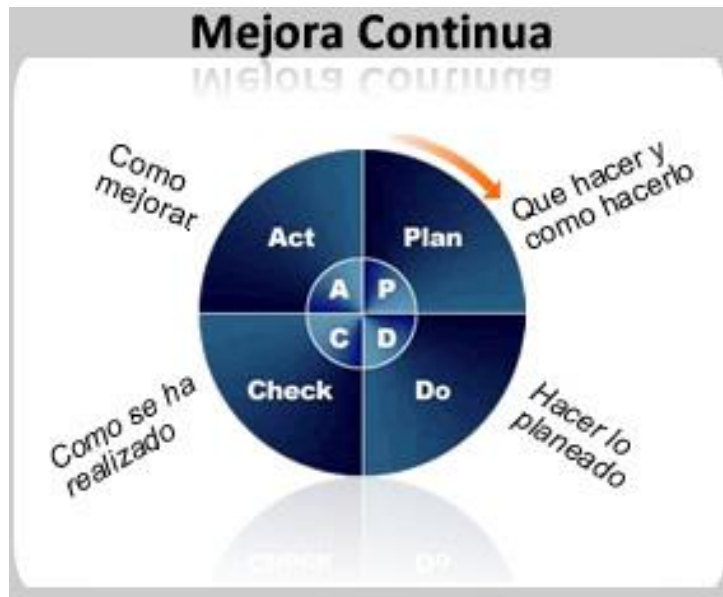 Mejora Continua
Como
mejorar
Que hacer y
como hacerlo
Act
Plan
A
P
C
D
Check
Do
Como se ha
realizado
Hacer lo
planeado